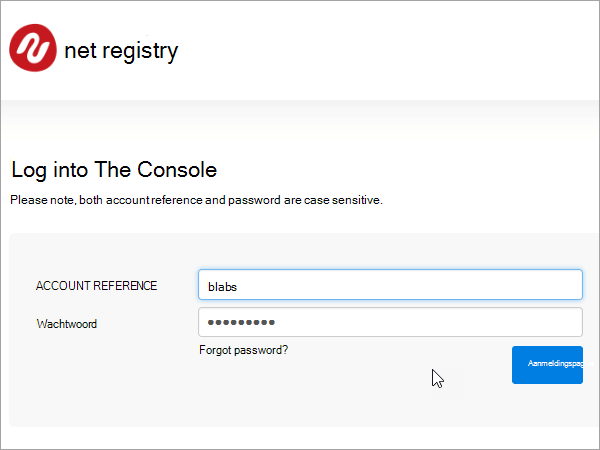 net registry
Log into The Console
Please note, both account reference and password are case sensitive.
ACCOUNT REFERENCE
blabs
Wachtwoord
●●●●●●●●●
Forgot password?